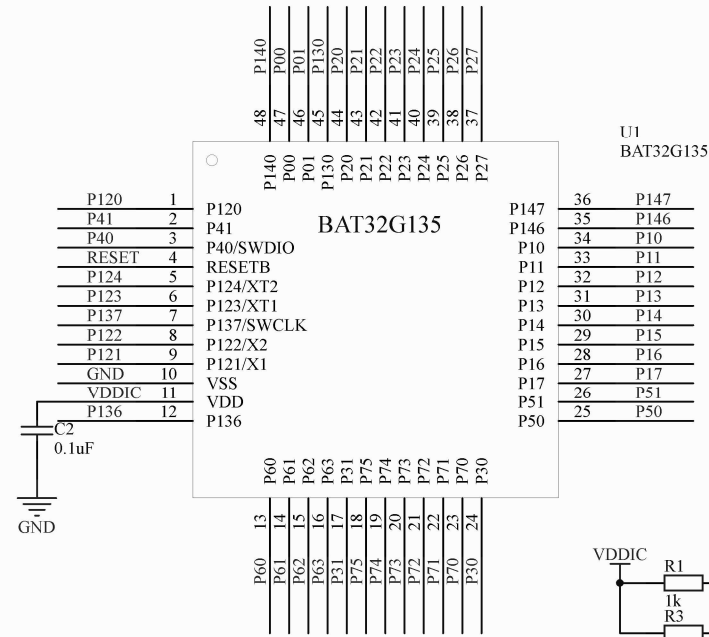 P140 P00 P01 P130 P20 P21 P22 P23 P24 P25 P26 P27
48 47 46 45 44 43 42 41 40 39 38 37
U1
BAT32G135
P140 P00 P01 P130 P20 P21 P22 P23 P24 P25 P26 P27
BAT32G135
P120 1 P120
P41 2 P41
P40 3 P40/SWDIO
RESET 4 RESETB
P124 5 P124/XT2
P123 6 P123/XT1
P137 7 P137/SWCLK
P122 8 P122/X2
P121 9 P121/X1
GND 10 VSS
VDDIC 11 VDD
P136 12 P136
P147 36 P147
P146 35 P146
P10 34 P10
P11 33 P11
P12 32 P12
P13 31 P13
P14 30 P14
P15 29 P15
P16 28 P16
P17 27 P17
P51 26 P51
P50 25 P50
C2
0.1uF
GND
P60 P61 P62 P63 P31 P75 P74 P73 P72 P71 P70 P30
13 14 15 16 17 18 19 20 21 22 23 24
P60 P61 P62 P63 P31 P75 P74 P73 P72 P71 P70 P30
VDDIC
R1
1k
R3